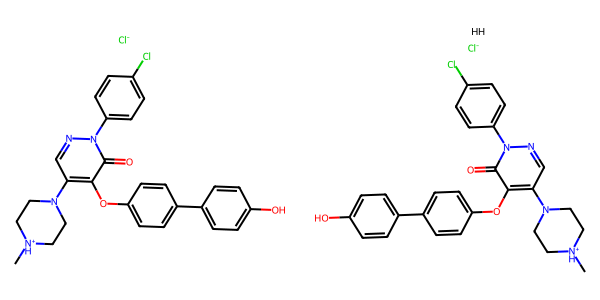 HH
Cl⁻ Cl⁻
Cl Cl
N N N N
O O
N O OH HO O N
N⁺ H N⁺ H